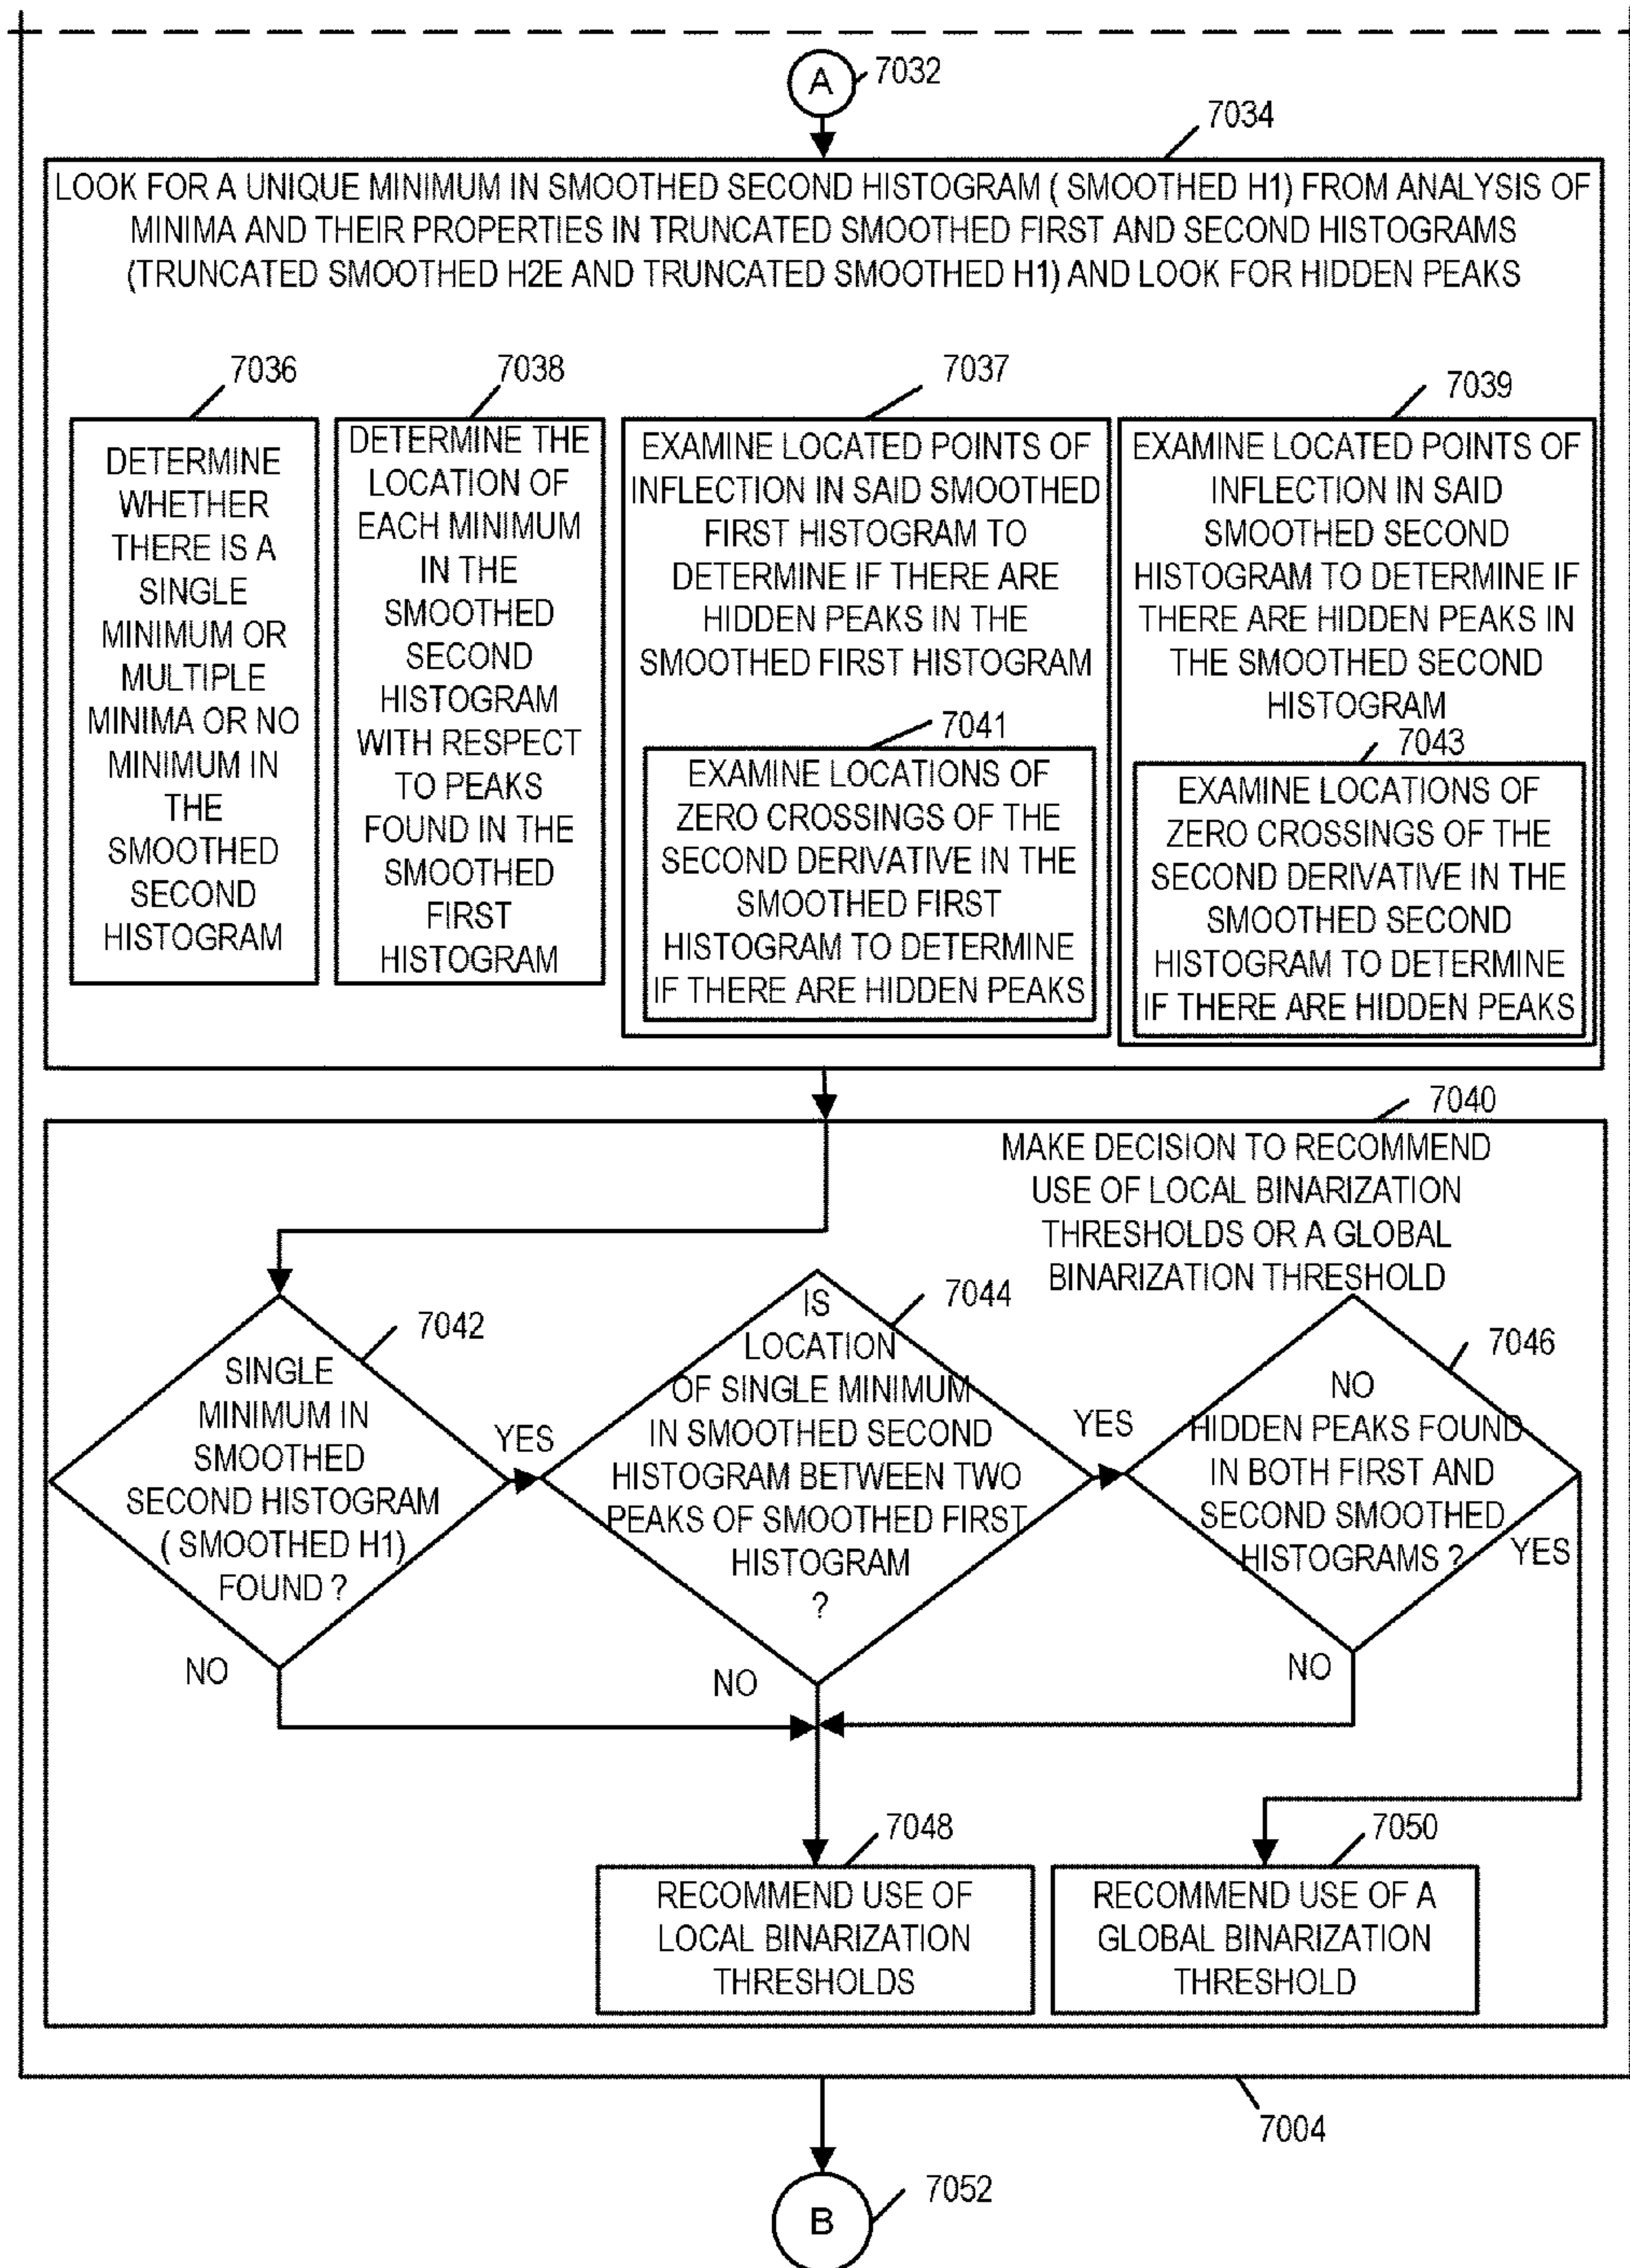 A
7032
7034
LOOK FOR A UNIQUE MINIMUM IN SMOOTHED SECOND HISTOGRAM ( SMOOTHED H1) FROM ANALYSIS OF
MINIMA AND THEIR PROPERTIES IN TRUNCATED SMOOTHED FIRST AND SECOND HISTOGRAMS
(TRUNCATED SMOOTHED H2E AND TRUNCATED SMOOTHED H1) AND LOOK FOR HIDDEN PEAKS
7036
DETERMINE
WHETHER
THERE IS A
SINGLE
MINIMUM OR
MULTIPLE
MINIMA OR NO
MINIMUM IN
THE
SMOOTHED
SECOND
HISTOGRAM
7038
DETERMINE THE
LOCATION OF
EACH MINIMUM
IN THE
SMOOTHED
SECOND
HISTOGRAM
WITH RESPECT
TO PEAKS
FOUND IN THE
SMOOTHED
FIRST
HISTOGRAM
7037
EXAMINE LOCATED POINTS OF
INFLECTION IN SAID SMOOTHED
FIRST HISTOGRAM TO
DETERMINE IF THERE ARE
HIDDEN PEAKS IN THE
SMOOTHED FIRST HISTOGRAM
7041
EXAMINE LOCATIONS OF
ZERO CROSSINGS OF THE
SECOND DERIVATIVE IN THE
SMOOTHED FIRST
HISTOGRAM TO DETERMINE
IF THERE ARE HIDDEN PEAKS
7039
EXAMINE LOCATED POINTS OF
INFLECTION IN SAID
SMOOTHED SECOND
HISTOGRAM TO DETERMINE IF
THERE ARE HIDDEN PEAKS IN
THE SMOOTHED SECOND
HISTOGRAM
7043
EXAMINE LOCATIONS OF
ZERO CROSSINGS OF THE
SECOND DERIVATIVE IN THE
SMOOTHED SECOND
HISTOGRAM TO DETERMINE
IF THERE ARE HIDDEN PEAKS
7040
MAKE DECISION TO RECOMMEND
USE OF LOCAL BINARIZATION
THRESHOLDS OR A GLOBAL
BINARIZATION THRESHOLD
7042
SINGLE
MINIMUM IN
SMOOTHED
SECOND HISTOGRAM
( SMOOTHED H1)
FOUND ?
YES
NO
7044
IS
LOCATION
OF SINGLE MINIMUM
IN SMOOTHED SECOND
HISTOGRAM BETWEEN TWO
PEAKS OF SMOOTHED FIRST
HISTOGRAM
?
YES
NO
7046
NO
HIDDEN PEAKS FOUND
IN BOTH FIRST AND
SECOND SMOOTHED
HISTOGRAMS ?
YES
NO
7048
RECOMMEND USE OF
LOCAL BINARIZATION
THRESHOLDS
7050
RECOMMEND USE OF A
GLOBAL BINARIZATION
THRESHOLD
7004
B
7052